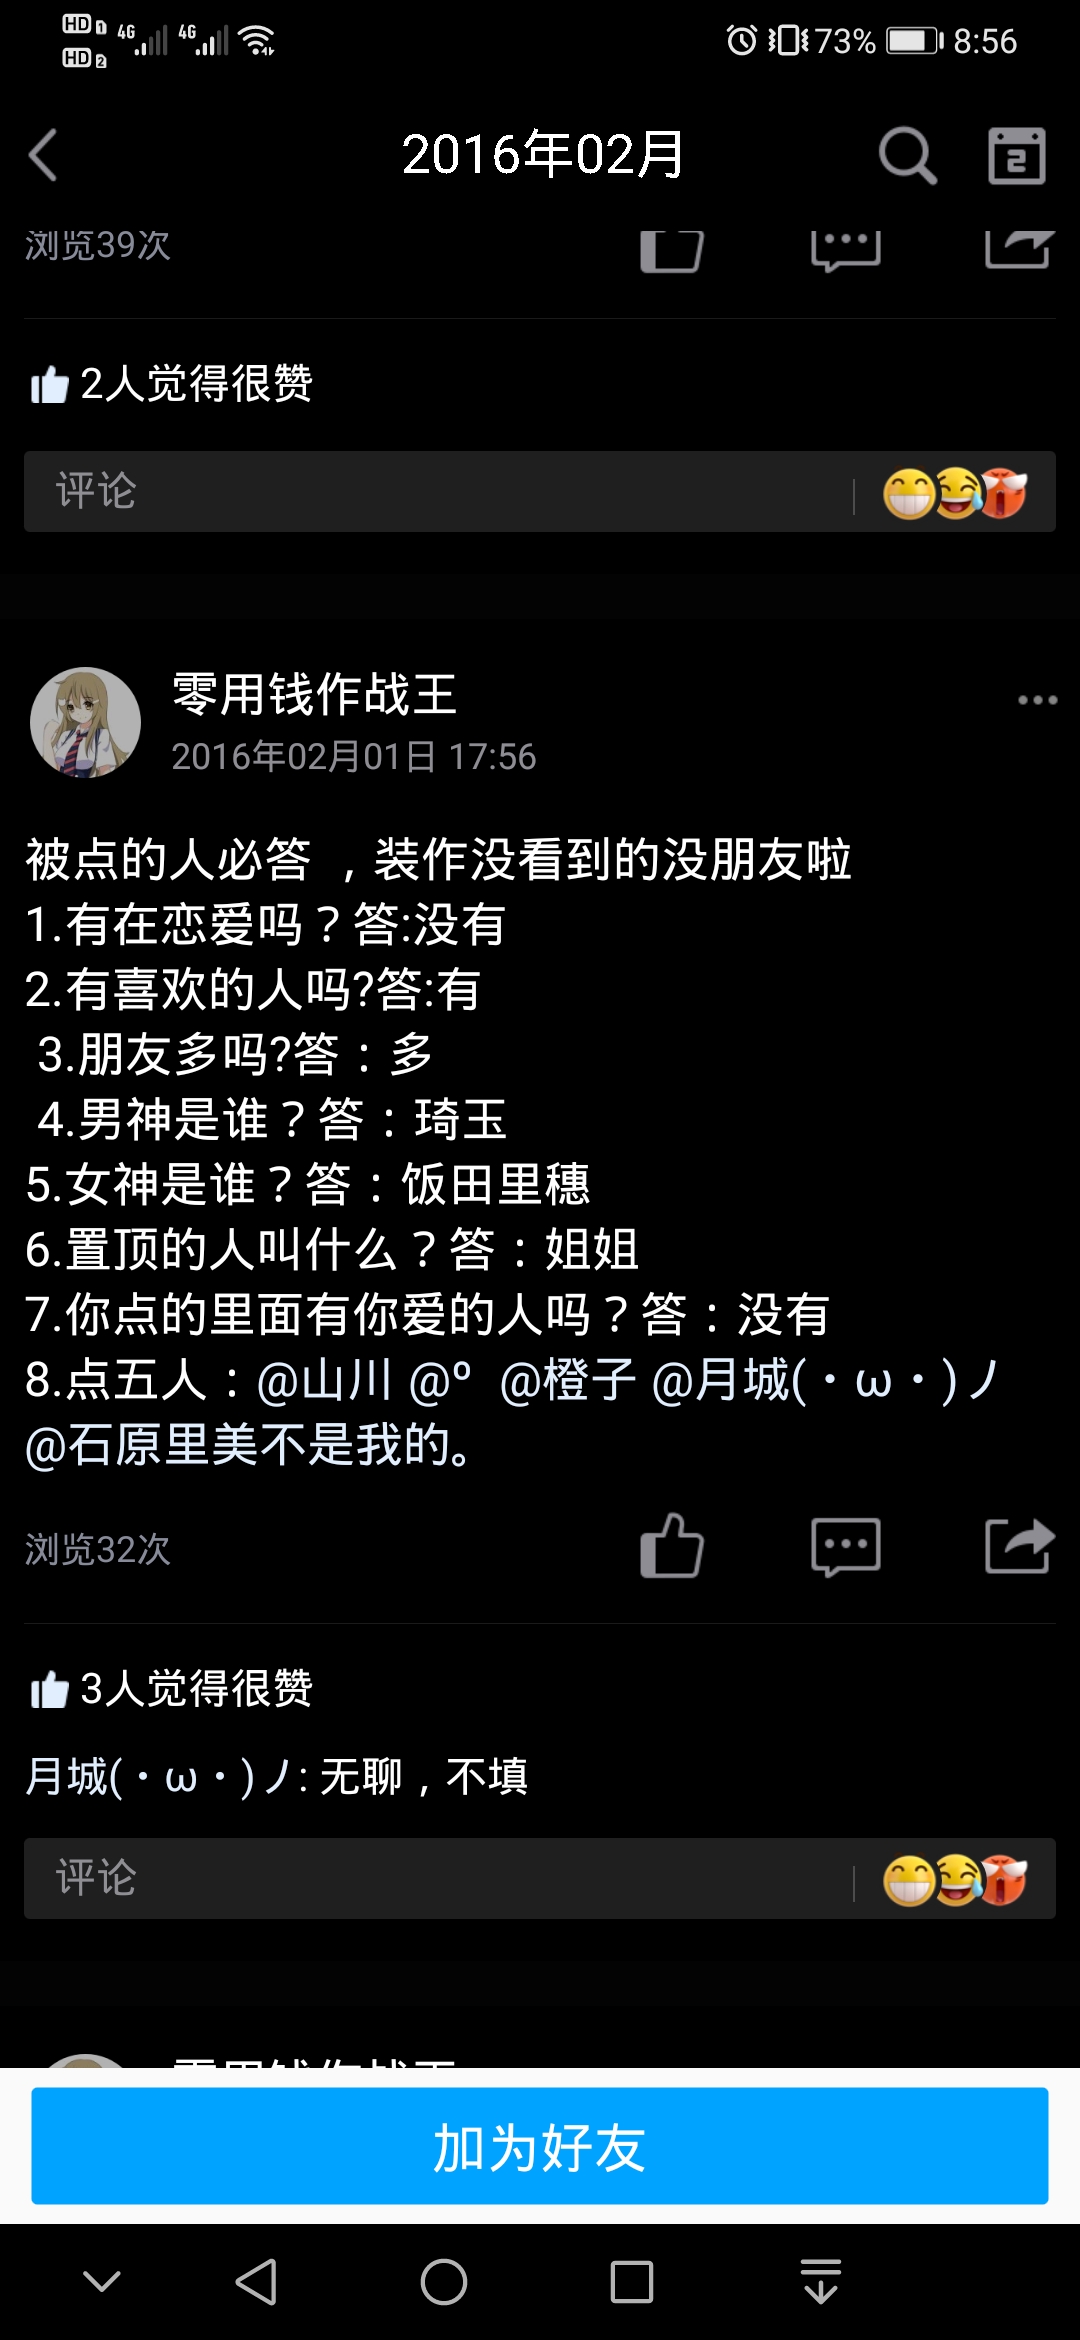 HD 1 4G 4G
HD 2
73% 8:56
2016年02月
2
浏览39次
2人觉得很赞
评论
零用钱作战王
2016年02月01日 17:56
被点的人必答 ，装作没看到的没朋友啦
1.有在恋爱吗？答:没有
2.有喜欢的人吗?答:有
3.朋友多吗?答：多
4.男神是谁？答：琦玉
5.女神是谁？答：饭田里穗
6.置顶的人叫什么？答：姐姐
7.你点的里面有你爱的人吗？答：没有
8.点五人：@山川 @º @橙子 @月城(・ω・)ノ
@石原里美不是我的。
浏览32次
3人觉得很赞
月城(・ω・)ノ: 无聊，不填
评论
零用钱作战王
加为好友